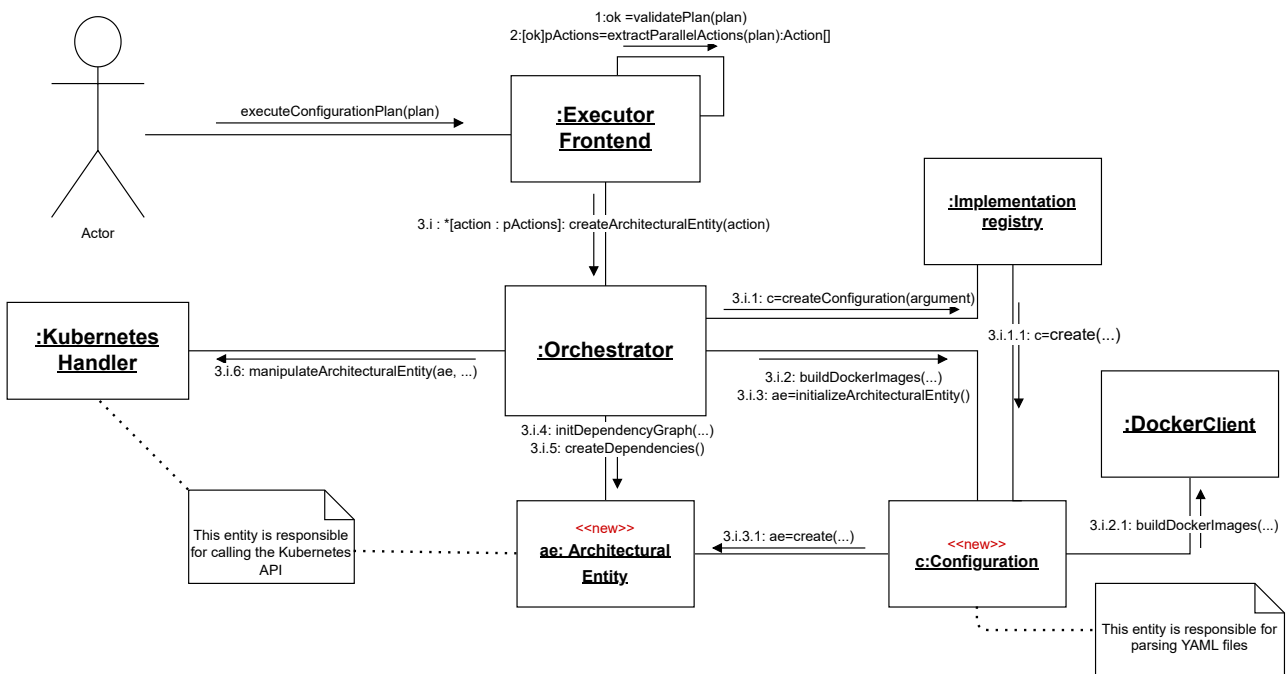 1:ok =validatePlan(plan)
2:[ok]pActions=extractParallelActions(plan):Action[]
executeConfigurationPlan(plan)
:Executor
Frontend
Actor
3.i : *[action : pActions]: createArchitecturalEntity(action)
:Implementation
registry
3.i.1: c=createConfiguration(argument)
3.i.1.1: c=create(...)
:Kubernetes
Handler
:Orchestrator
3.i.6: manipulateArchitecturalEntity(ae, ...)
3.i.2: buildDockerImages(...)
3.i.3: ae=initializeArchitecturalEntity()
:DockerClient
3.i.4: initDependencyGraph(...)
3.i.5: createDependencies()
This entity is responsible
for calling the Kubernetes
API
<<new>>
ae: Architectural
Entity
3.i.3.1: ae=create(...)
<<new>>
c:Configuration
3.i.2.1: buildDockerImages(...)
This entity is responsible for
parsing YAML files